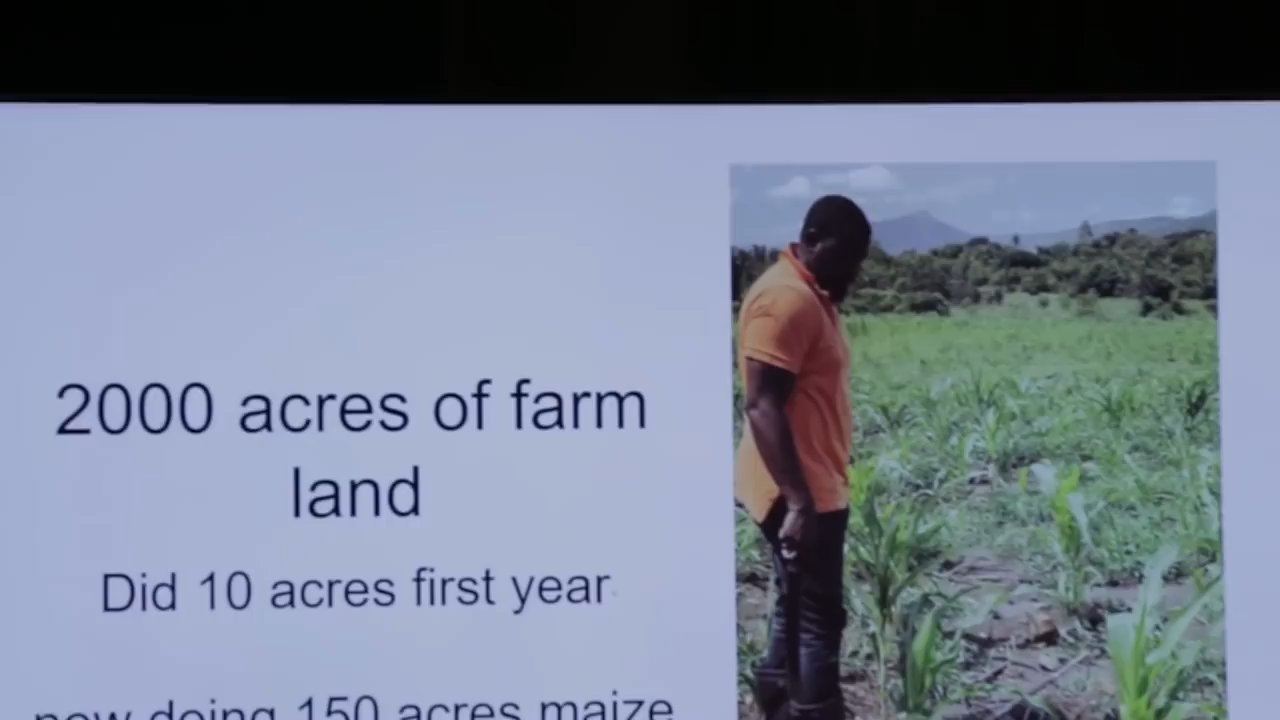 2000 acres of farm
land
Did 10 acres first year
now doing 150 acres maize